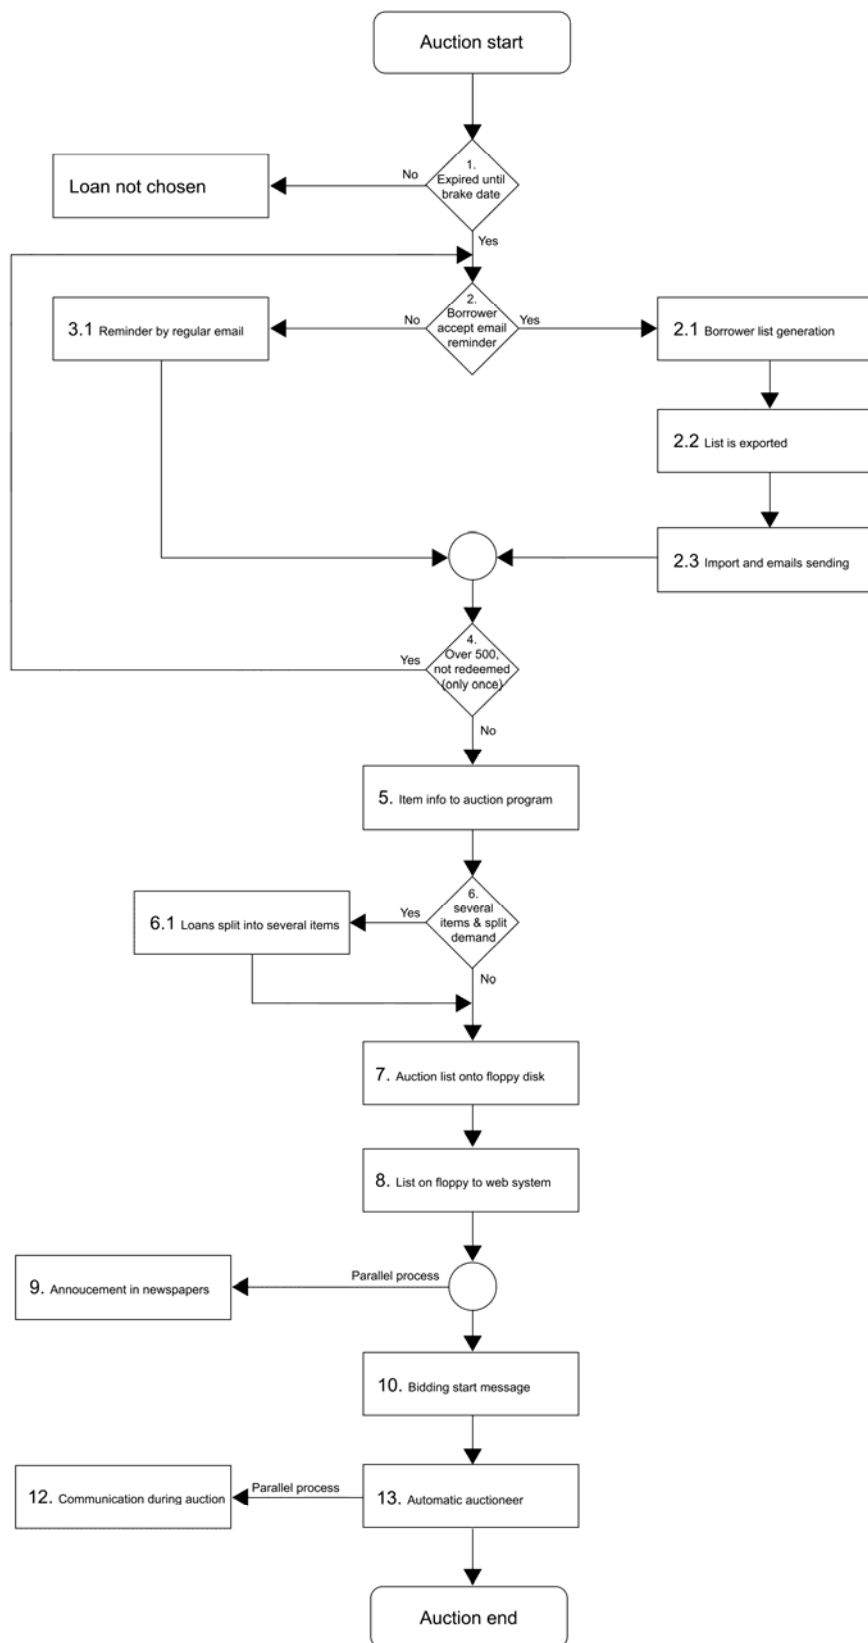 Auction start
1.
Expired until
brake date
No
Loan not chosen
Yes
2.
Borrower
accept email
reminder
No
Yes
3.1 Reminder by regular email
2.1 Borrower list generation
2.2 List is exported
2.3 Import and emails sending
4.
Over 500,
not redeemed
(only once)
Yes
No
5. Item info to auction program
6.
several
items & split
demand
Yes
6.1 Loans split into several items
No
7. Auction list onto floppy disk
8. List on floppy to web system
Parallel process
9. Annoucement in newspapers
10. Bidding start message
Parallel process
12. Communication during auction
13. Automatic auctioneer
Auction end